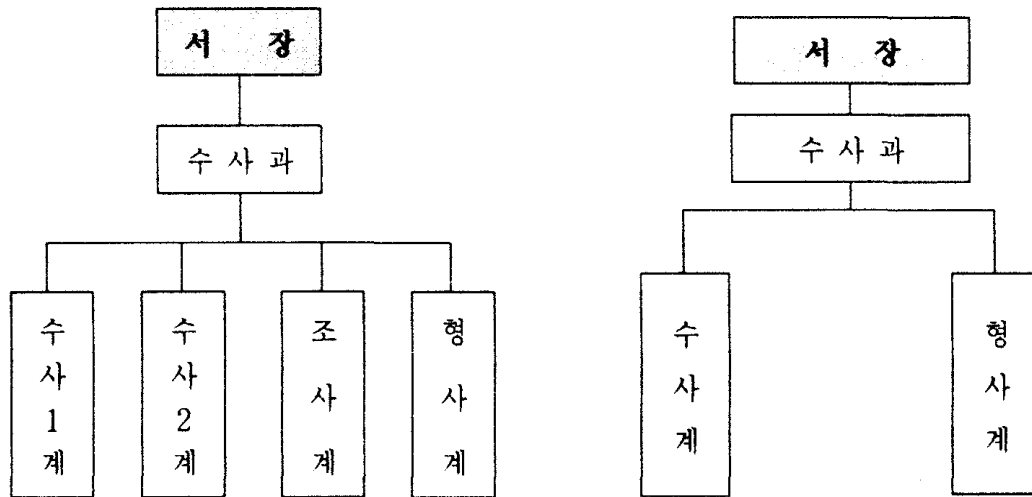 서 장
수 사 과
수사1계
수사2계
조사계
형사계
서 장
수 사 과
수사계
형사계